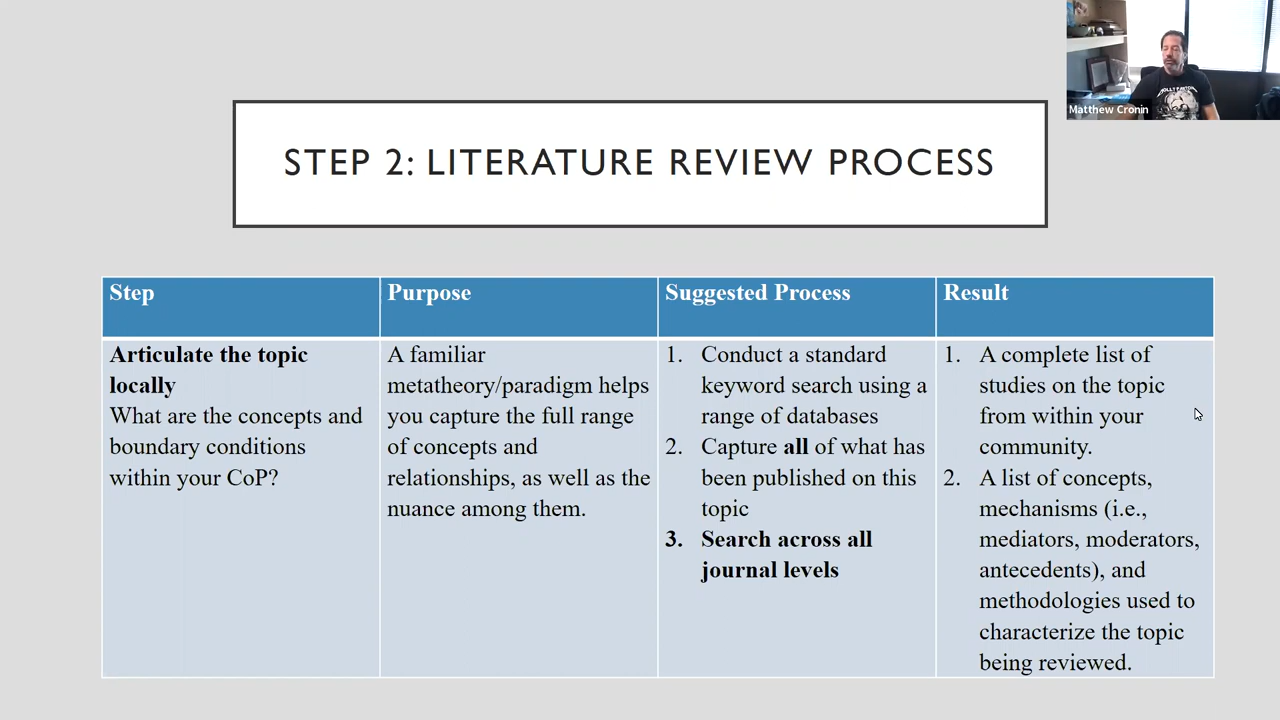 Matthew Cronin
STEP 2: LITERATURE REVIEW PROCESS
Step
Purpose
Suggested Process
Result
Articulate the topic
locally
What are the concepts and
boundary conditions
within your CoP?
A familiar
metatheory/paradigm helps
you capture the full range
of concepts and
relationships, as well as the
nuance among them.
1. Conduct a standard
keyword search using a
range of databases
2. Capture all of what has
been published on this
topic
3. Search across all
journal levels
1. A complete list of
studies on the topic
from within your
community.
2. A list of concepts,
mechanisms (i.e.,
mediators, moderators,
antecedents), and
methodologies used to
characterize the topic
being reviewed.